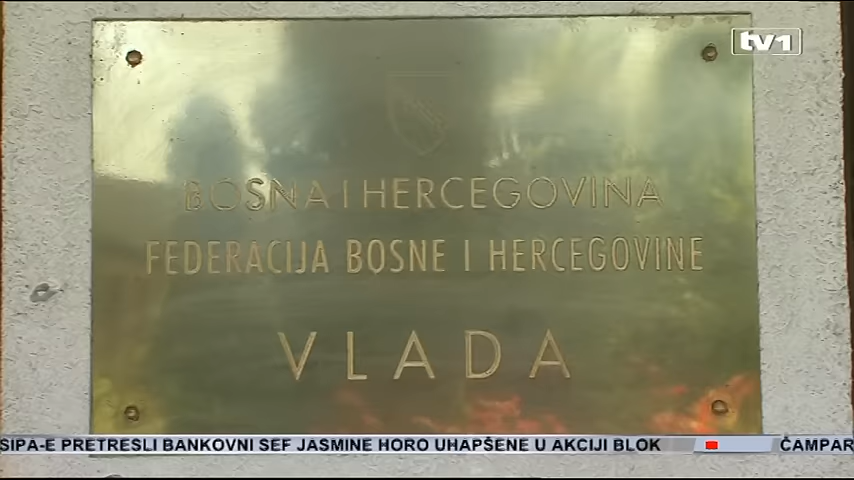 tv1
BOSNA I HERCEGOVINA
FEDERACIJA BOSNE I HERCEGOVINE
VLADA
SIPA-E PRETRESLI BANKOVNI SEF JASMINE HORO UHAPŠENE U AKCIJI BLOK ČAMPAR